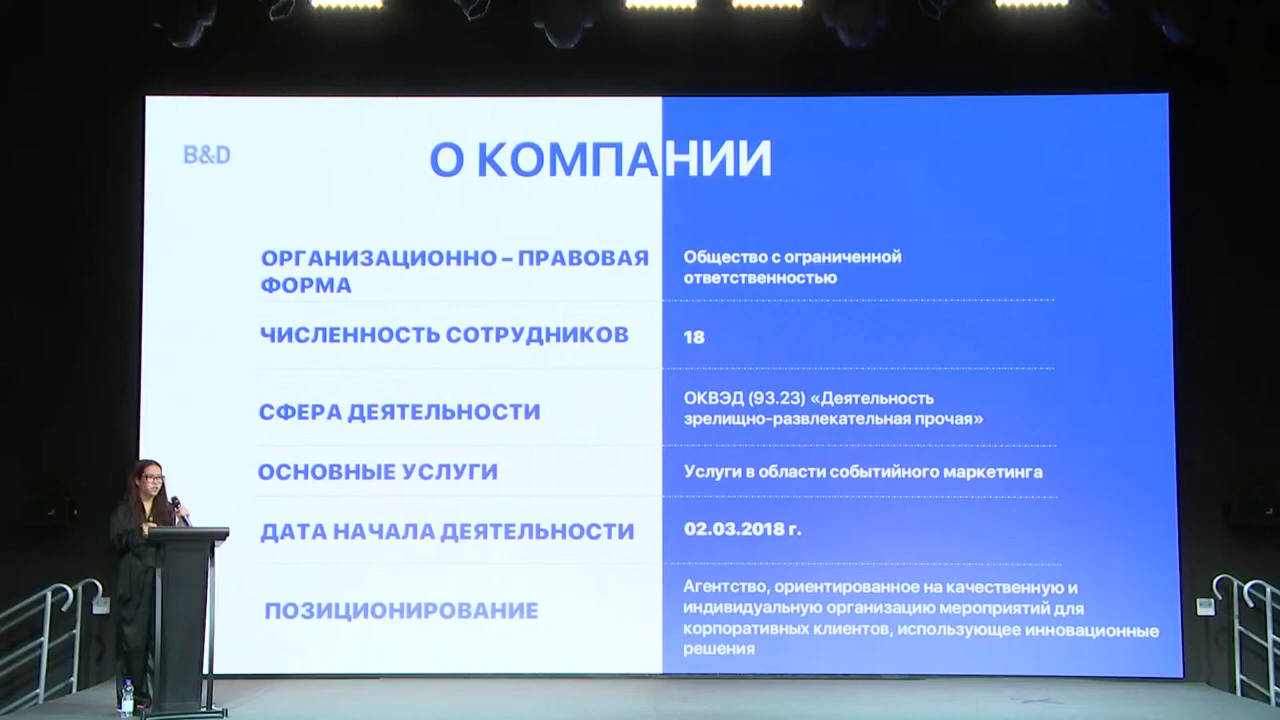 B&D
О КОМПАНИИ
ОРГАНИЗАЦИОННО – ПРАВОВАЯ
ФОРМА
Общество с ограниченной
ответственностью
ЧИСЛЕННОСТЬ СОТРУДНИКОВ
18
СФЕРА ДЕЯТЕЛЬНОСТИ
ОКВЭД (93.23) «Деятельность
зрелищно-развлекательная прочая»
ОСНОВНЫЕ УСЛУГИ
Услуги в области событийного маркетинга
ДАТА НАЧАЛА ДЕЯТЕЛЬНОСТИ
02.03.2018 г.
ПОЗИЦИОНИРОВАНИЕ
Агентство, ориентированное на качественную и
индивидуальную организацию мероприятий для
корпоративных клиентов, использующее инновационные
решения